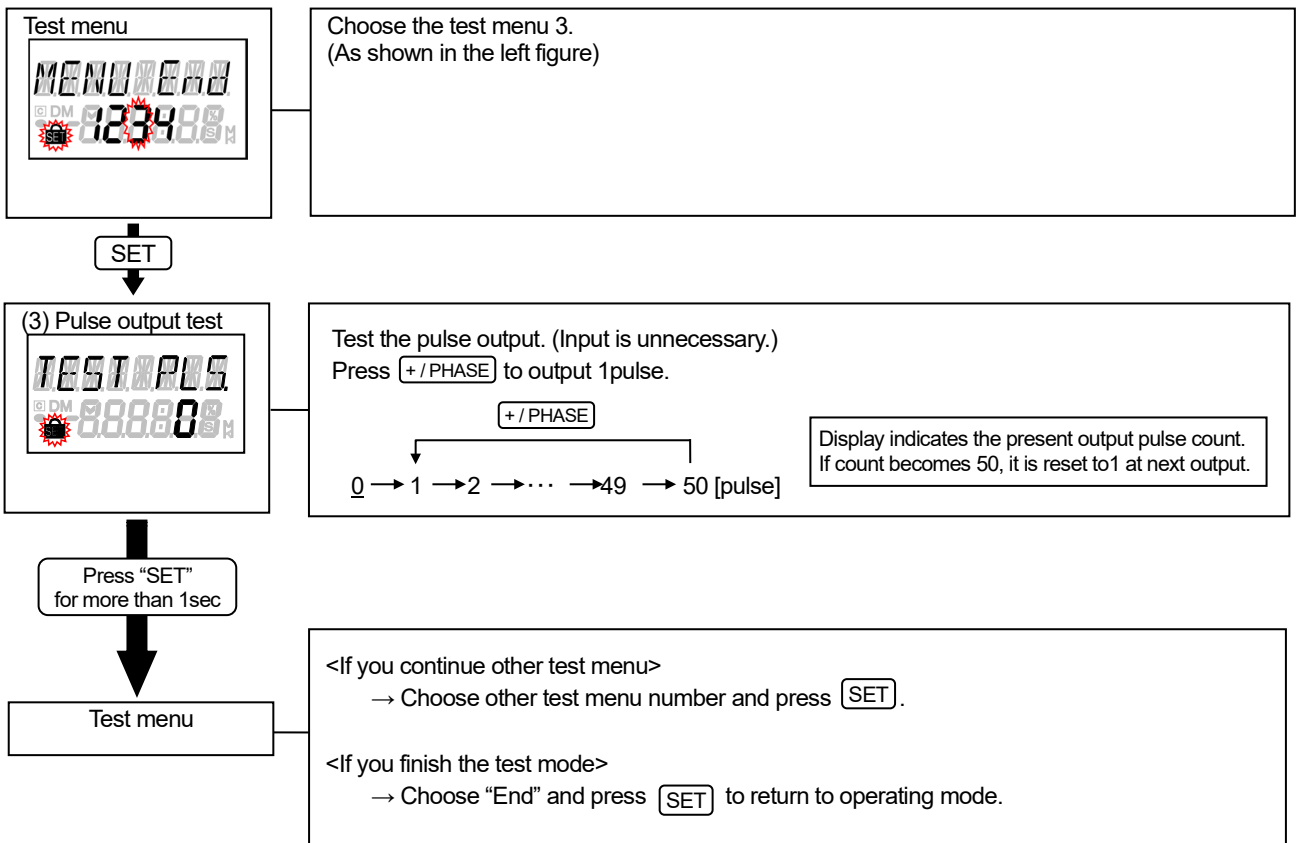 Test menu
MENU End
C DM
SET 1234
S M
Choose the test menu 3.
(As shown in the left figure)
SET
(3) Pulse output test
TEST PLS.
C DM
SET 0
S M
Test the pulse output. (Input is unnecessary.)
Press + / PHASE to output 1pulse.
+ / PHASE
0 → 1 → 2 → ··· → 49 → 50 [pulse]
Display indicates the present output pulse count.
If count becomes 50, it is reset to1 at next output.
Press “SET”
for more than 1sec
Test menu
<If you continue other test menu>
→ Choose other test menu number and press SET .
<If you finish the test mode>
→ Choose “End” and press SET to return to operating mode.